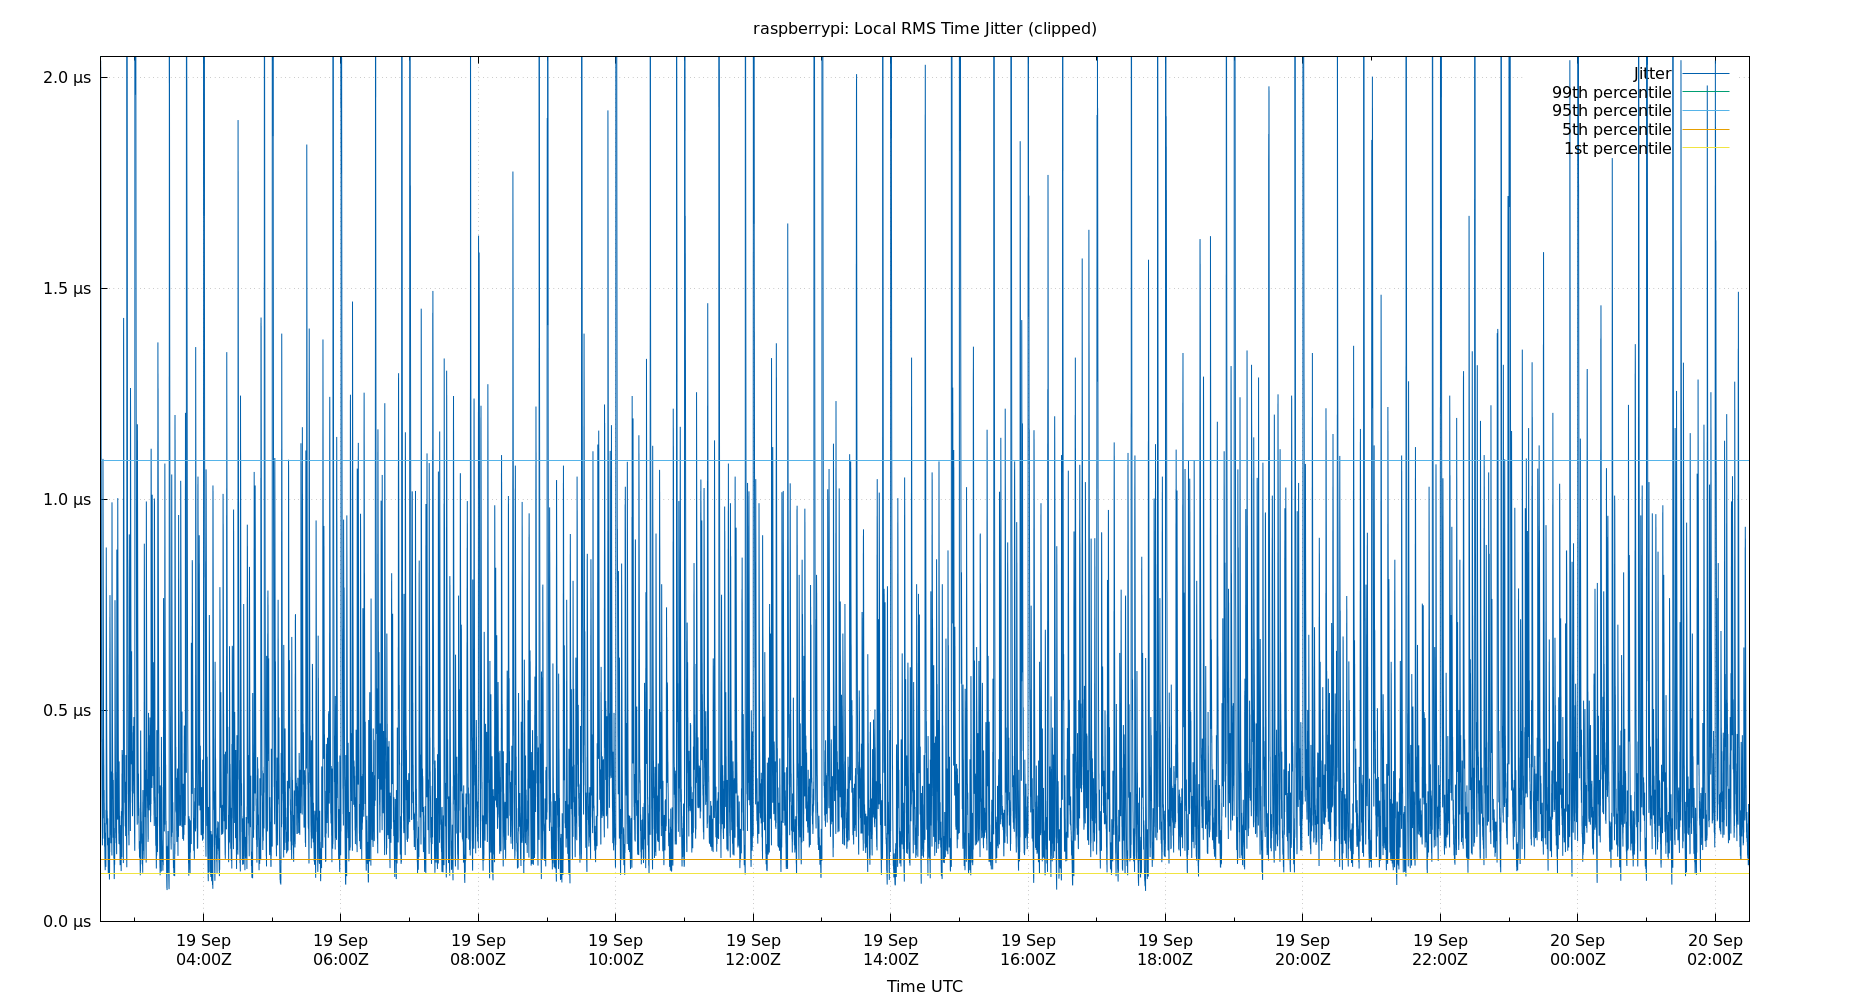 raspberrypi: Local RMS Time Jitter (clipped)
2.0 µs
1.5 µs
1.0 µs
0.5 µs
0.0 µs
Jitter
99th percentile
95th percentile
5th percentile
1st percentile
19 Sep 19 Sep 19 Sep 19 Sep 19 Sep 19 Sep 19 Sep 19 Sep 19 Sep 19 Sep 20 Sep 20 Sep
04:00Z 06:00Z 08:00Z 10:00Z 12:00Z 14:00Z 16:00Z 18:00Z 20:00Z 22:00Z 00:00Z 02:00Z
Time UTC